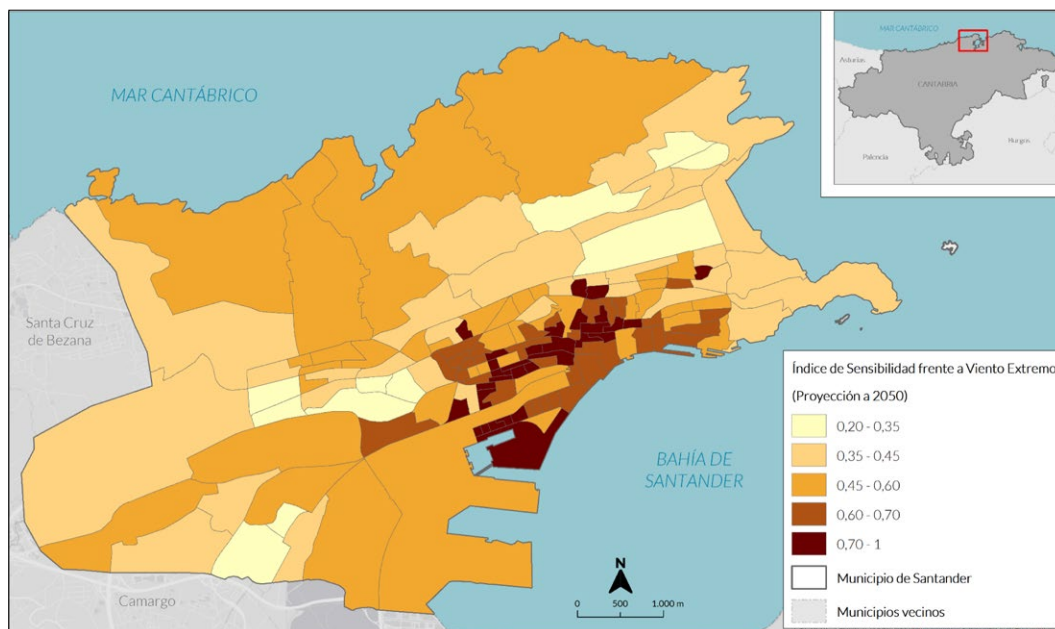 MAR CANTÁBRICO
MAR CANTÁBRICO
Asturias
CANTABRIA
Palencia
Burgos
Santa Cruz
de Bezana
BAHÍA DE
SANTANDER
Camargo
N
0 500 1.000 m
Índice de Sensibilidad frente a Viento Extremo
(Proyección a 2050)
0,20 - 0,35
0,35 - 0,45
0,45 - 0,60
0,60 - 0,70
0,70 - 1
Municipio de Santander
Municipios vecinos